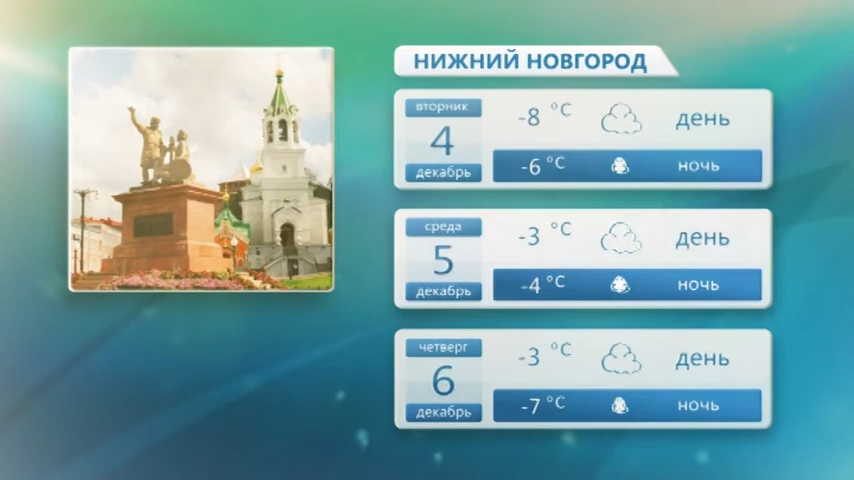 НИЖНИЙ НОВГОРОД
вторник
4
декабрь
-8 °C день
-6 °C ночь
среда
5
декабрь
-3 °C день
-4 °C ночь
четверг
6
декабрь
-3 °C день
-7 °C ночь